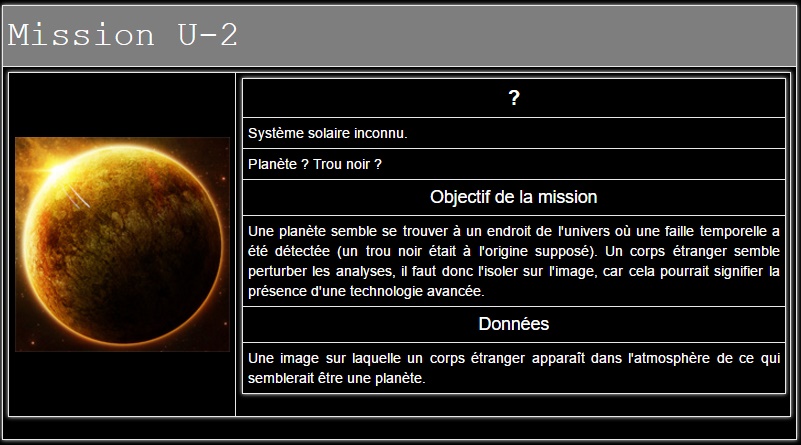 Mission U-2
?
Système solaire inconnu.
Planète ? Trou noir ?
Objectif de la mission
Une planète semble se trouver à un endroit de l'univers où une faille temporelle a
été détectée (un trou noir était à l'origine supposé). Un corps étranger semble
perturber les analyses, il faut donc l'isoler sur l'image, car cela pourrait signifier la
présence d'une technologie avancée.
Données
Une image sur laquelle un corps étranger apparaît dans l'atmosphère de ce qui
semblerait être une planète.